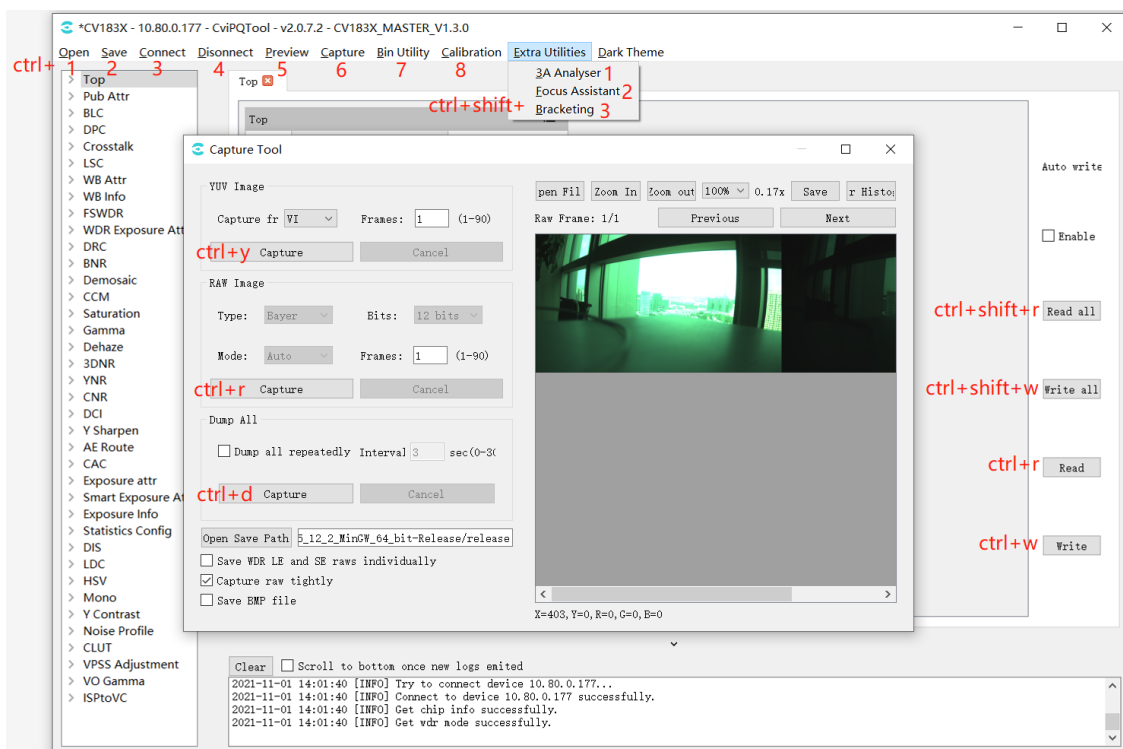 *CV183X - 10.80.0.177 - CviPQTool - v2.0.7.2 - CV183X_MASTER_V1.3.0
Open Save Connect Disconnect Preview Capture Bin Utility Calibration Extra Utilities Dark Theme
ctrl+ 1 2 3 4 5 6 7 8
3A Analyser 1
Focus Assistant 2
ctrl+shift+ Bracketing 3
Top
Pub Attr
BLC
DPC
Crosstalk
LSC
WB Attr
WB Info
FSWDR
WDR Exposure Att
DRC
BNR
Demosaic
CCM
Saturation
Gamma
Dehaze
3DNR
YNR
CNR
DCI
Y Sharpen
AE Route
CAC
Exposure attr
Smart Exposure At
Exposure Info
Statistics Config
DIS
LDC
HSV
Mono
Y Contrast
Noise Profile
CLUT
VPSS Adjustment
VO Gamma
ISPtoVC
Top
Top
Capture Tool
YUV Image
Capture fr VI Frames: 1 (1-90)
ctrl+y Capture Cancel
RAW Image
Type: Bayer Bits: 12 bits
Mode: Auto Frames: 1 (1-90)
ctrl+r Capture Cancel
Dump All
Dump all repeatedly Interval 3 sec(0-3(
ctrl+d Capture Cancel
Open Save Path 5_12_2_MinGW_64_bit-Release/release
Save WDR LE and SE raws individually
Capture raw tightly
Save BMP file
pen Fil Zoom In Zoom out 100% 0.17x Save r Histo
Raw Frame: 1/1 Previous Next
X=403,Y=0,R=0,G=0,B=0
Auto write
Enable
ctrl+shift+r Read all
ctrl+shift+w Write all
ctrl+r Read
ctrl+w Write
Clear Scroll to bottom once new logs emited
2021-11-01 14:01:40 [INFO] Try to connect device 10.80.0.177...
2021-11-01 14:01:40 [INFO] Connect to device 10.80.0.177 successfully.
2021-11-01 14:01:40 [INFO] Get chip info successfully.
2021-11-01 14:01:40 [INFO] Get wdr mode successfully.